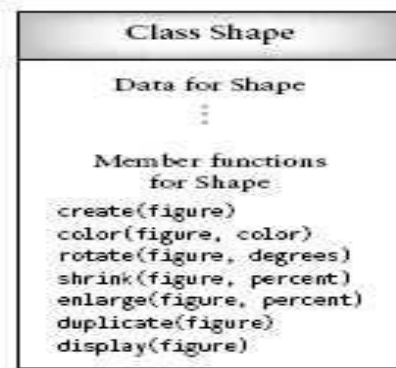 Class Shape
Data for Shape
⋮
Member functions
for Shape
create(figure)
color(figure, color)
rotate(figure, degrees)
shrink(figure, percent)
enlarge(figure, percent)
duplicate(figure)
display(figure)